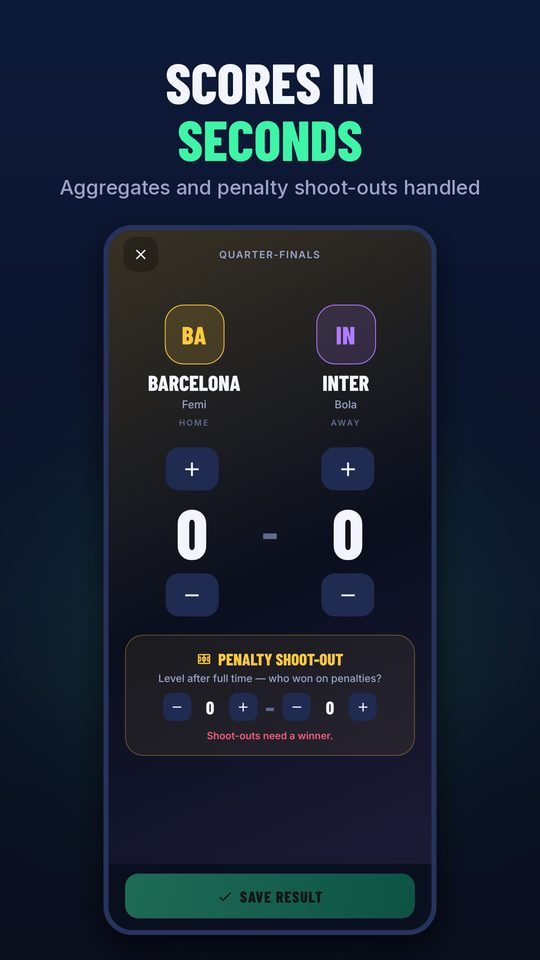 SCORES IN
SECONDS
Aggregates and penalty shoot-outs handled
QUARTER-FINALS
BA IN
BARCELONA INTER
Femi Bola
HOME AWAY
+ +
0 - 0
− −
PENALTY SHOOT-OUT
Level after full time — who won on penalties?
− 0 + - − 0 +
Shoot-outs need a winner.
SAVE RESULT